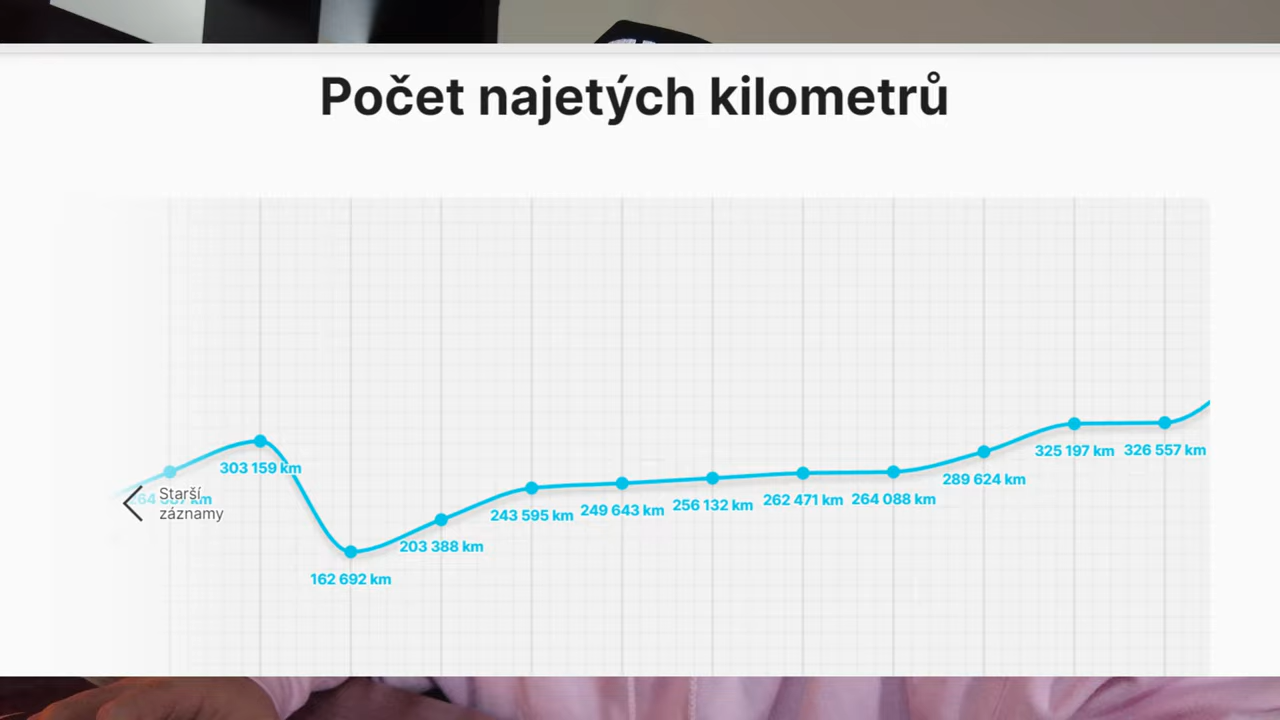 Počet najetých kilometrů
303 159 km
Starší
záznamy
162 692 km
203 388 km
243 595 km
249 643 km
256 132 km
262 471 km
264 088 km
289 624 km
325 197 km
326 557 km